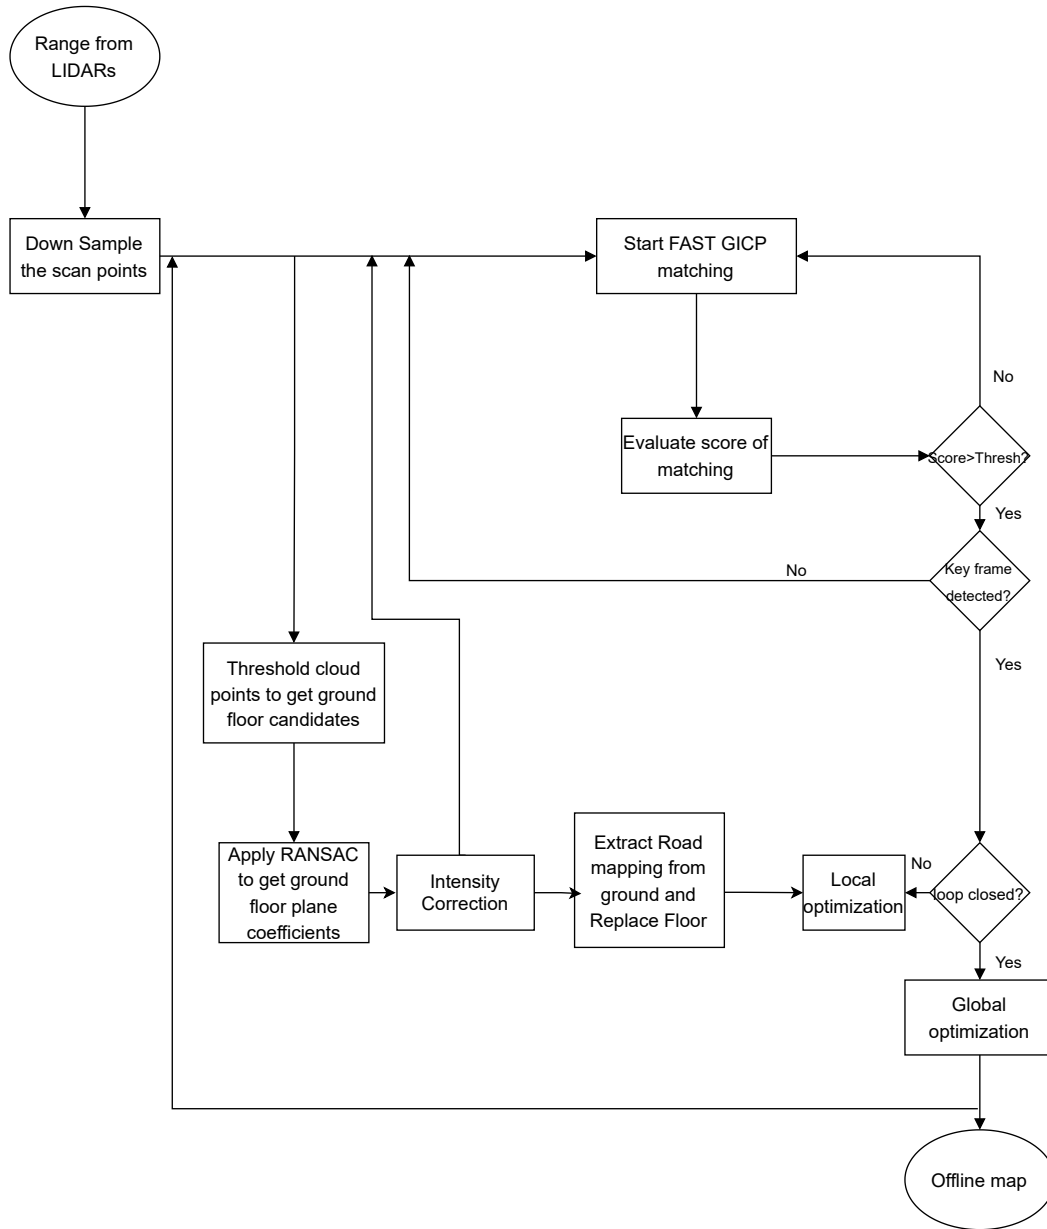 Range from
LIDARs
Down Sample
the scan points
Start FAST GICP
matching
No
Evaluate score of
matching
Score>Thresh?
Yes
No
Key frame
detected?
Yes
Threshold cloud
points to get ground
floor candidates
Apply RANSAC
to get ground
floor plane
coefficients
Intensity
Correction
Extract Road
mapping from
ground and
Replace Floor
Local
optimization
No
loop closed?
Yes
Global
optimization
Offline map